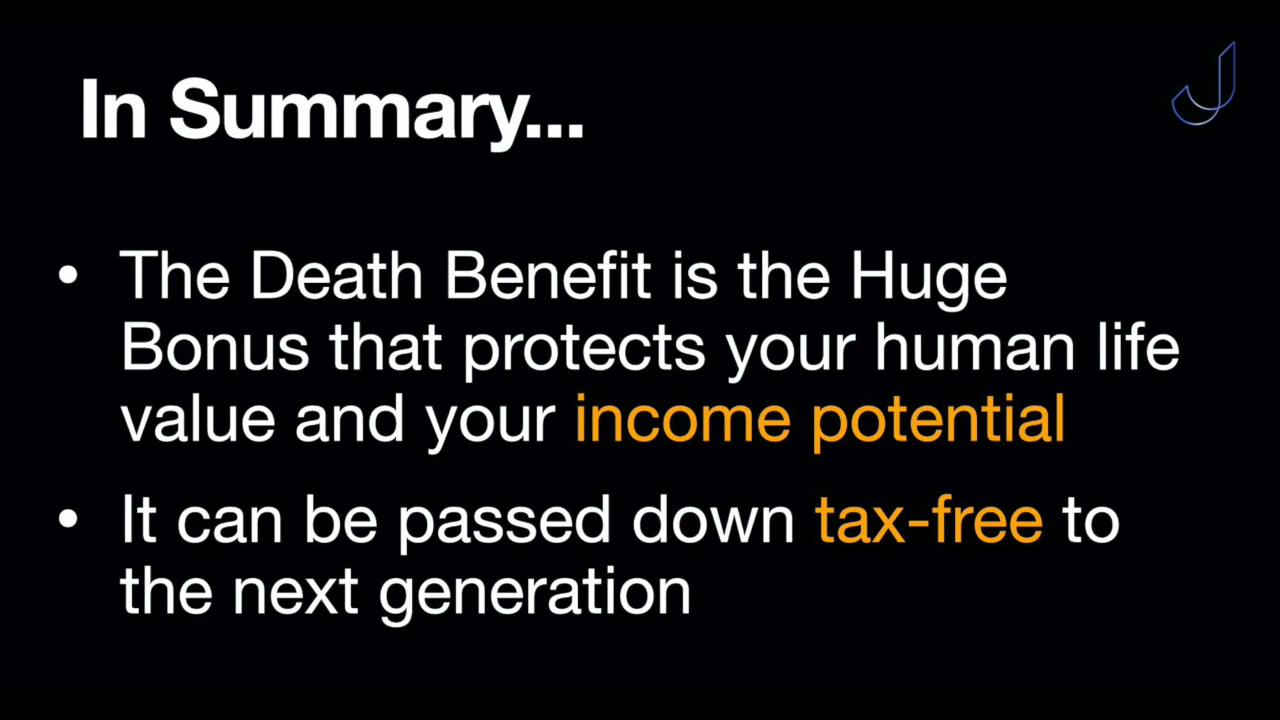 In Summary...
• The Death Benefit is the Huge
Bonus that protects your human life
value and your income potential
• It can be passed down tax-free to
the next generation